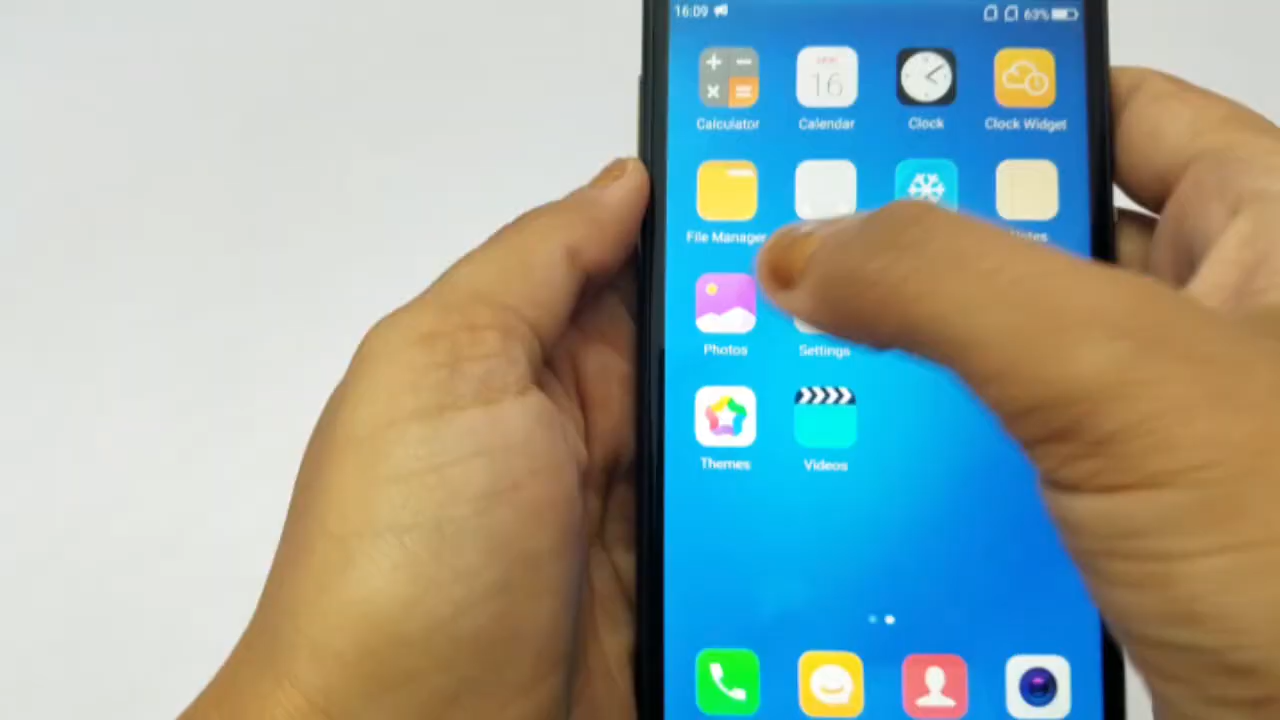 16:09 63%
16
Calculator Calendar Clock Clock Widget
File Manager
Photos Settings
Themes Videos